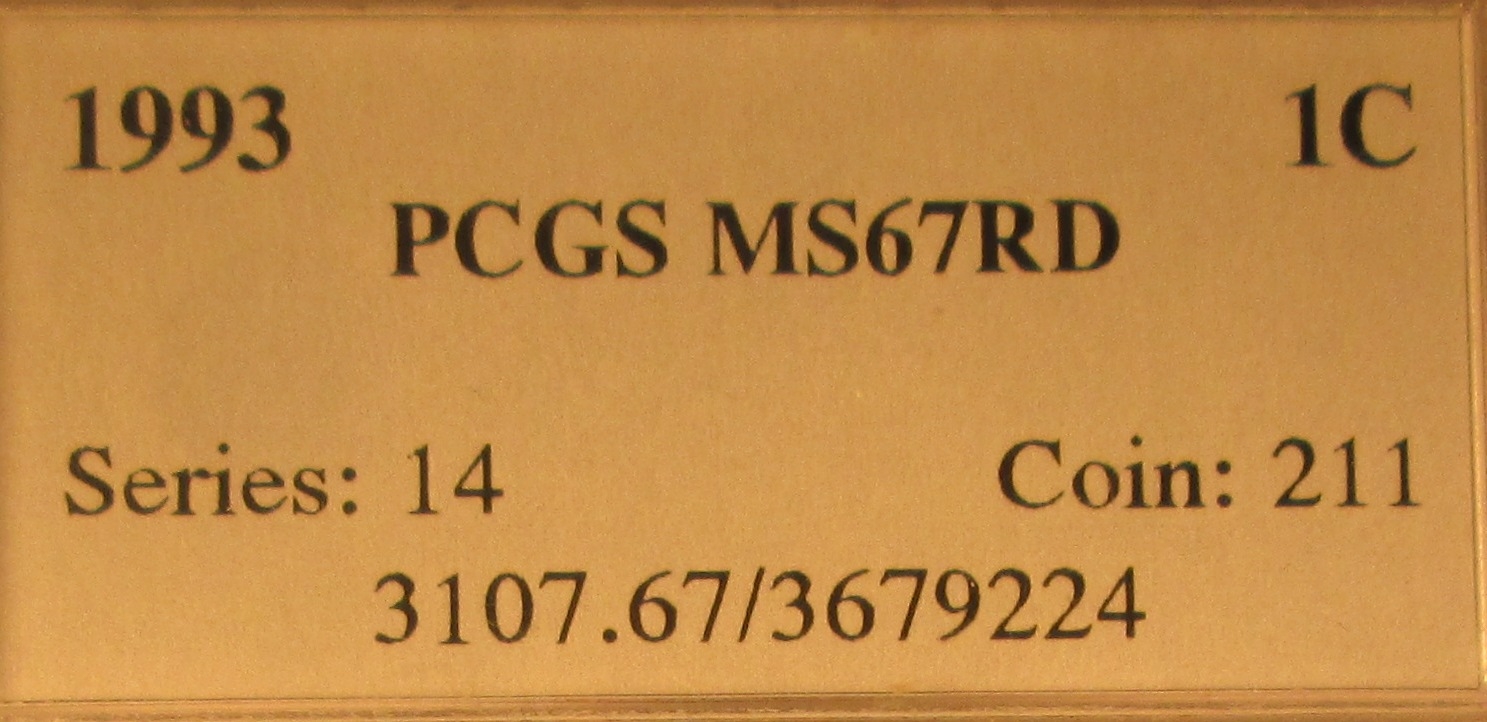 1993 1C
PCGS MS67RD
Series: 14 Coin: 211
3107.67/3679224